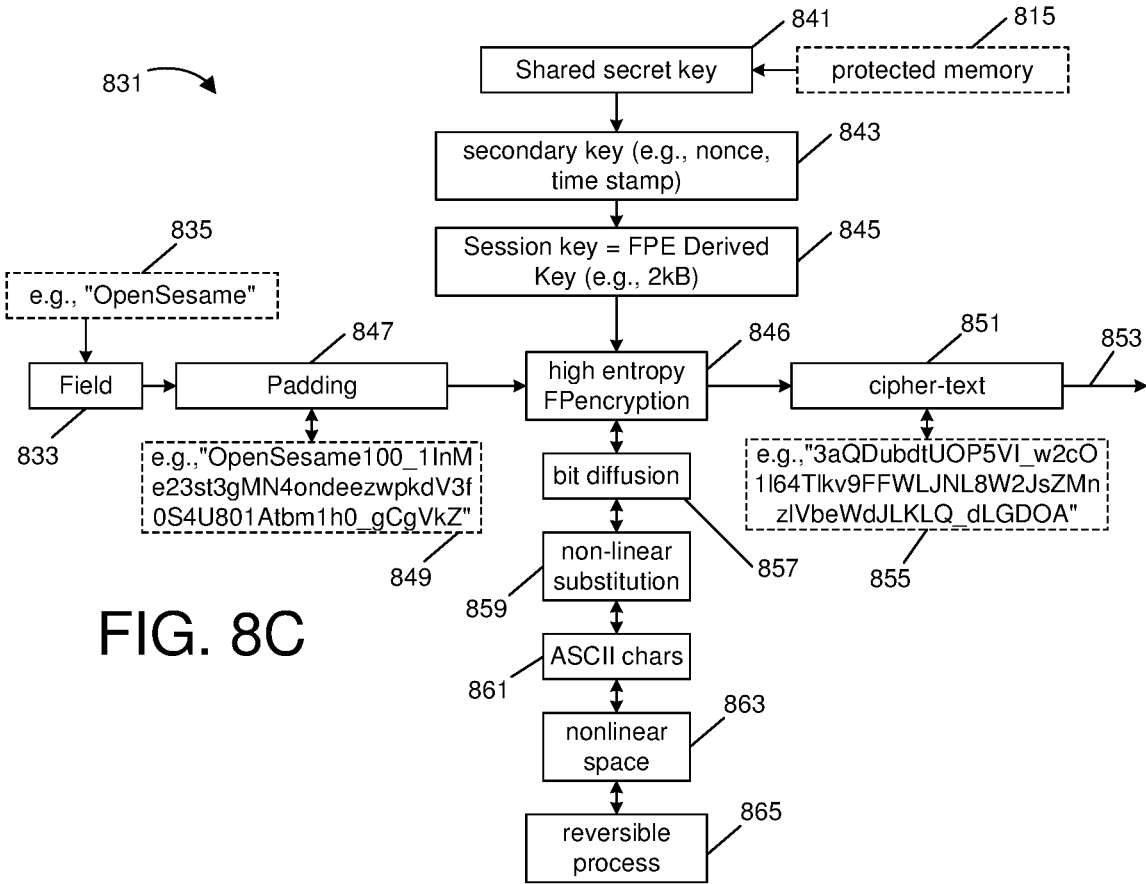 841
815
831
Shared secret key
protected memory
843
secondary key (e.g., nonce,
time stamp)
835
845
Session key = FPE Derived
Key (e.g., 2kB)
e.g., "OpenSesame"
847
846
851
853
Field
Padding
high entropy
FPencryption
cipher-text
833
e.g.,"OpenSesame100_1InM
e23st3gMN4ondeezwpkdV3f
0S4U801Atbm1h0_gCgVkZ"
849
bit diffusion
857
e.g.,"3aQDubdtUOP5VI_w2cO
1l64Tlkv9FFWLJNL8W2JsZMn
zlVbeWdJLKLQ_dLGDOA"
855
non-linear
substitution
859
FIG. 8C
ASCII chars
861
863
nonlinear
space
865
reversible
process